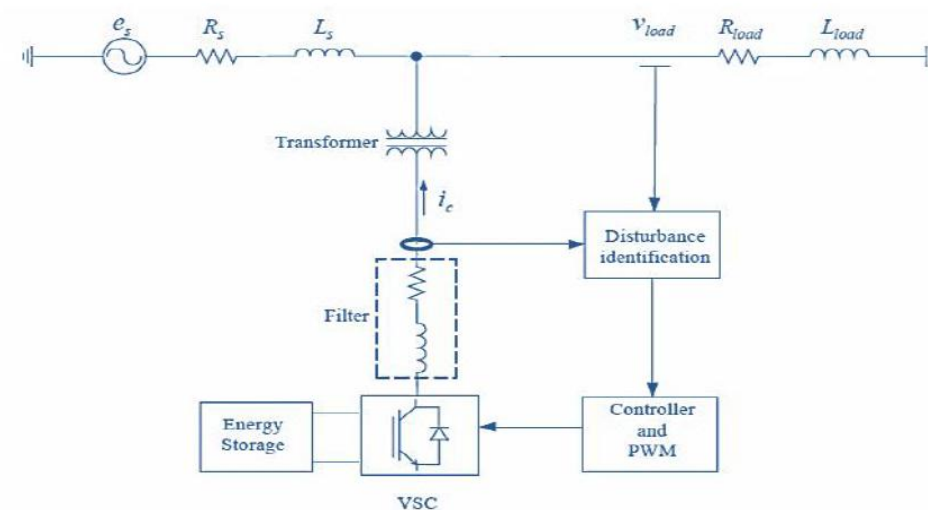 e_s
R_s
L_s
v_load
R_load
L_load
Transformer
i_c
Disturbance
identification
Filter
Energy
Storage
Controller
and
PWM
VSC